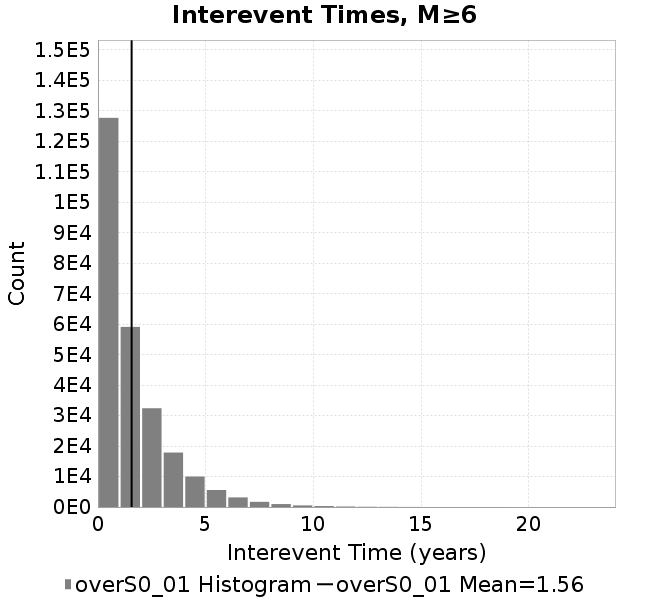 Interevent Times, M≥6
1.5E5
1.4E5
1.3E5
1.2E5
1.1E5
1E5
9E4
8E4
7E4
6E4
5E4
4E4
3E4
2E4
1E4
0E0
Count
0 5 10 15 20
Interevent Time (years)
overS0_01 Histogram overS0_01 Mean=1.56